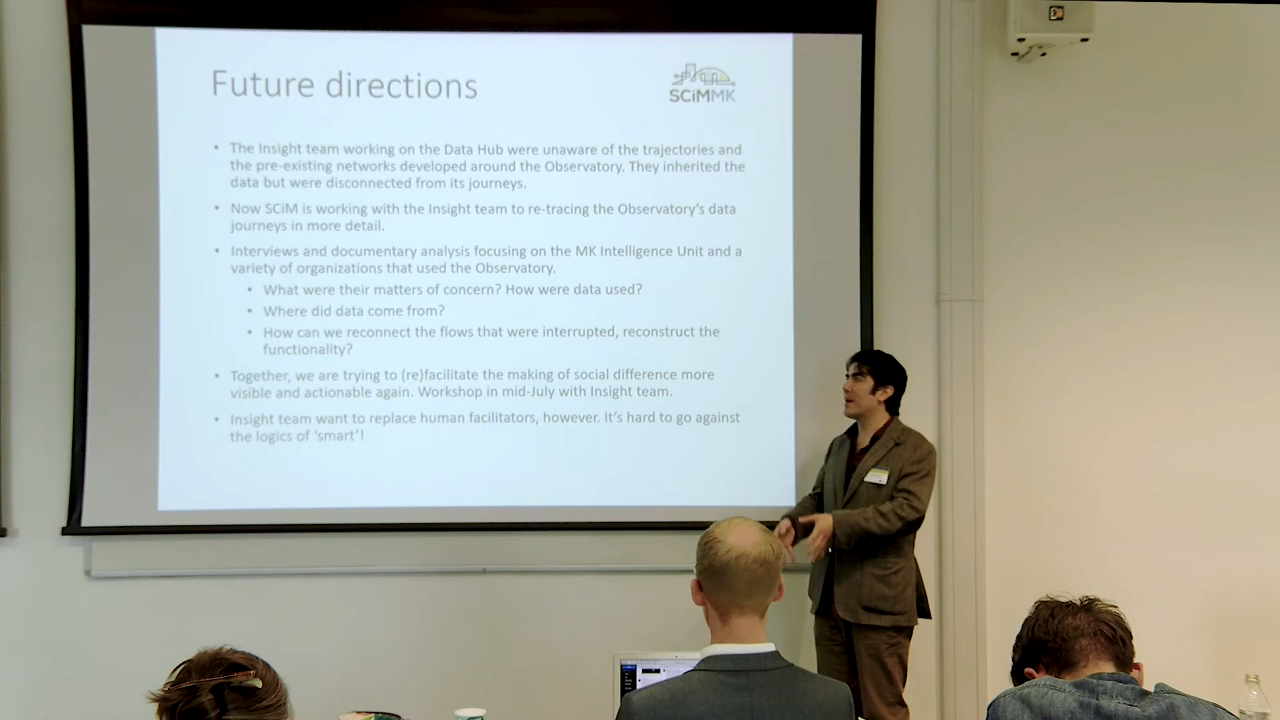 Future directions
SCiMMK
• The Insight team working on the Data Hub were unaware of the trajectories and
the pre-existing networks developed around the Observatory. They inherited the
data but were disconnected from its journeys.
• Now SCiM is working with the Insight team to re-tracing the Observatory's data
journeys in more detail.
• Interviews and documentary analysis focusing on the MK Intelligence Unit and a
variety of organizations that used the Observatory.
• What were their matters of concern? How were data used?
• Where did data come from?
• How can we reconnect the flows that were interrupted, reconstruct the
functionality?
• Together, we are trying to (re)facilitate the making of social difference more
visible and actionable again. Workshop in mid-July with Insight team.
• Insight team want to replace human facilitators, however. It's hard to go against
the logics of 'smart'!